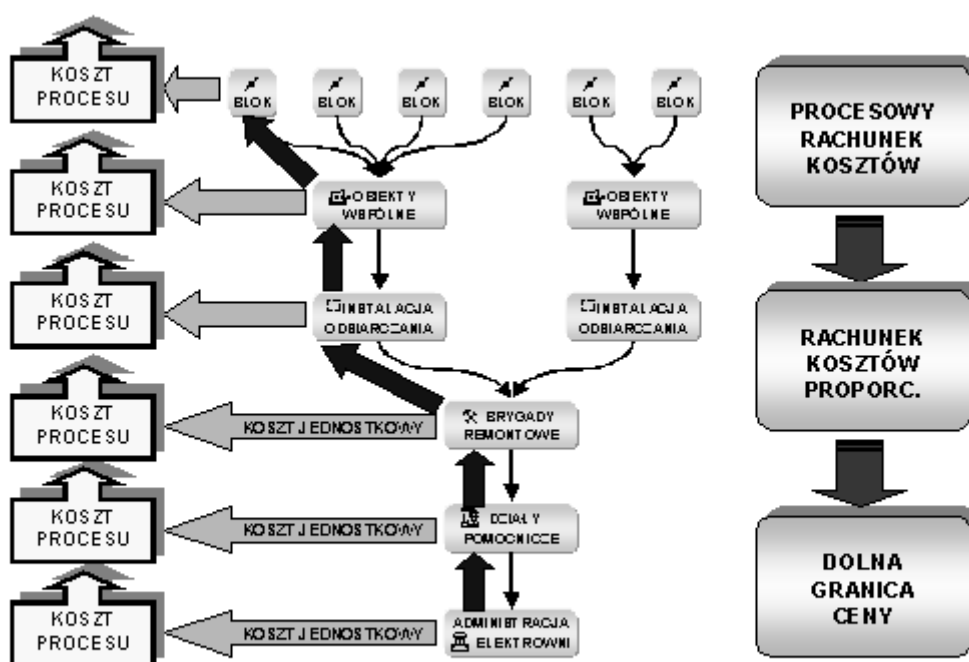 KOSZT
PROCESU
BLOK
BLOK
BLOK
BLOK
BLOK
BLOK
PROCESOWY
RACHUNEK
KOSZTÓW
KOSZT
PROCESU
OBIEKTY
WSPÓLNE
OBIEKTY
WSPÓLNE
KOSZT
PROCESU
INSTALACJA
ODSIARCZANIA
INSTALACJA
ODSIARCZANIA
RACHUNEK
KOSZTÓW
PROPORC.
KOSZT
PROCESU
KOSZT JEDNOSTKOWY
BRYGADY
REMONTOWE
KOSZT
PROCESU
KOSZT JEDNOSTKOWY
DZIAŁY
POMOCNICZE
DOLNA
GRANICA
CENY
KOSZT
PROCESU
KOSZT JEDNOSTKOWY
ADMINISTRACJA
ELEKTROWNI